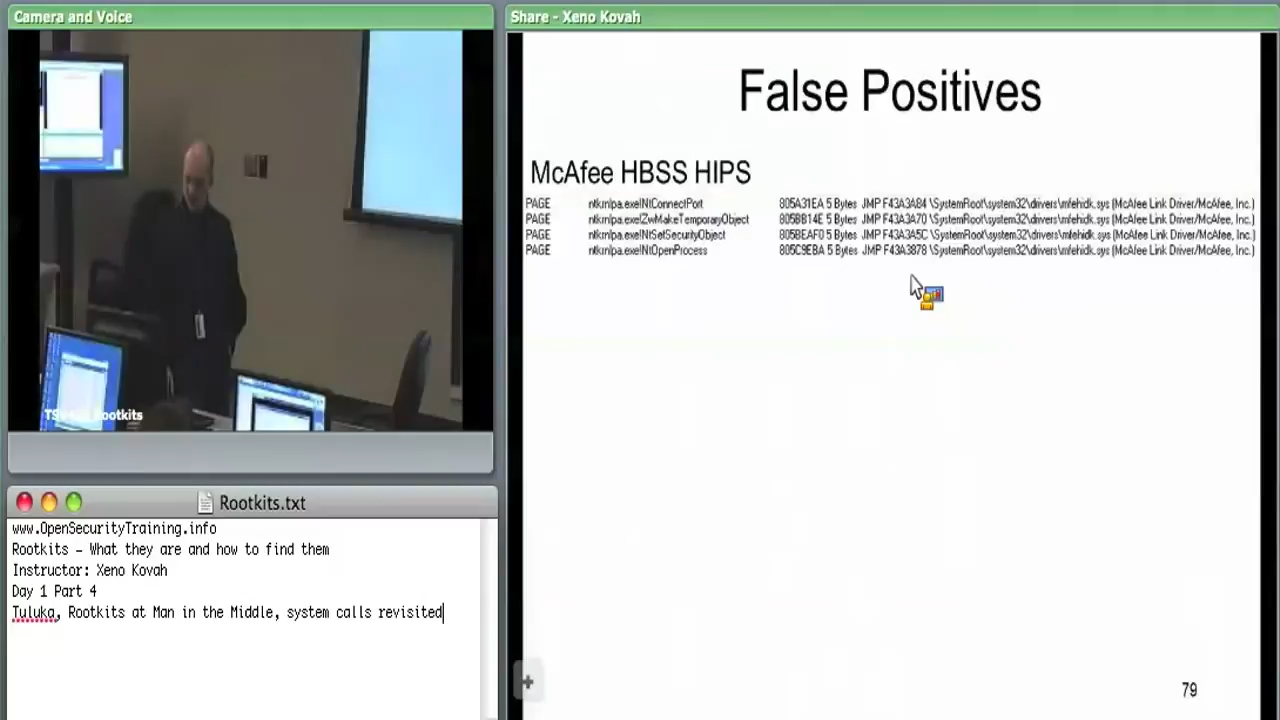 Camera and Voice
Share - Xeno Kovah
False Positives
McAfee HBSS HIPS
PAGE ntkrnlpa.exe!NtConnectPort 805A31EA 5 Bytes JMP F43A3A84 \SystemRoot\system32\drivers\mfehidk.sys (McAfee Link Driver/McAfee, Inc.)
PAGE ntkrnlpa.exe!ZwMakeTemporaryObject 805BB14E 5 Bytes JMP F43A3A70 \SystemRoot\system32\drivers\mfehidk.sys (McAfee Link Driver/McAfee, Inc.)
PAGE ntkrnlpa.exe!NtSetSecurityObject 805BEAF0 5 Bytes JMP F43A3A5C \SystemRoot\system32\drivers\mfehidk.sys (McAfee Link Driver/McAfee, Inc.)
PAGE ntkrnlpa.exe!NtOpenProcess 805C9EBA 5 Bytes JMP F43A3878 \SystemRoot\system32\drivers\mfehidk.sys (McAfee Link Driver/McAfee, Inc.)
79
Rootkits
Rootkits.txt
www.OpenSecurityTraining.info
Rootkits - What they are and how to find them
Instructor: Xeno Kovah
Day 1 Part 4
Tuluka, Rootkits at Man in the Middle, system calls revisited